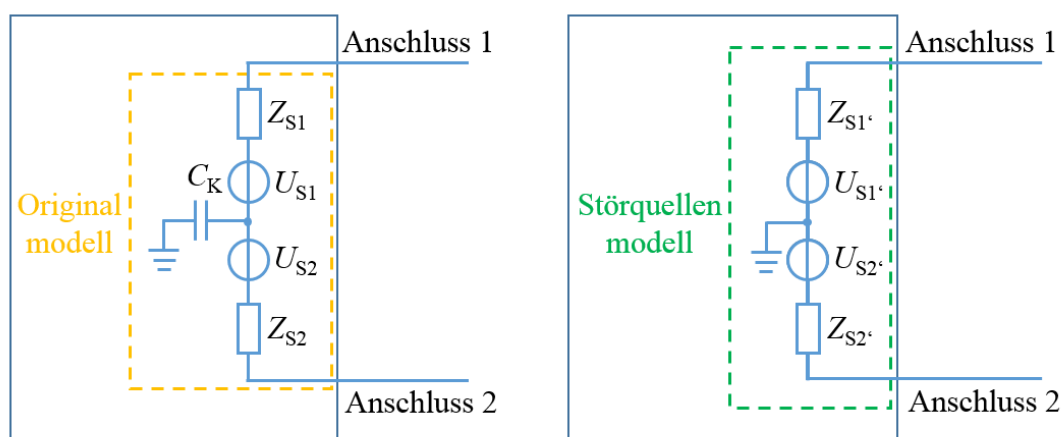 Anschluss 1
Z_S1
C_K
U_S1
Original
modell
U_S2
Z_S2
Anschluss 2
Anschluss 1
Z_S1‘
U_S1‘
Störquellen
modell
U_S2‘
Z_S2‘
Anschluss 2